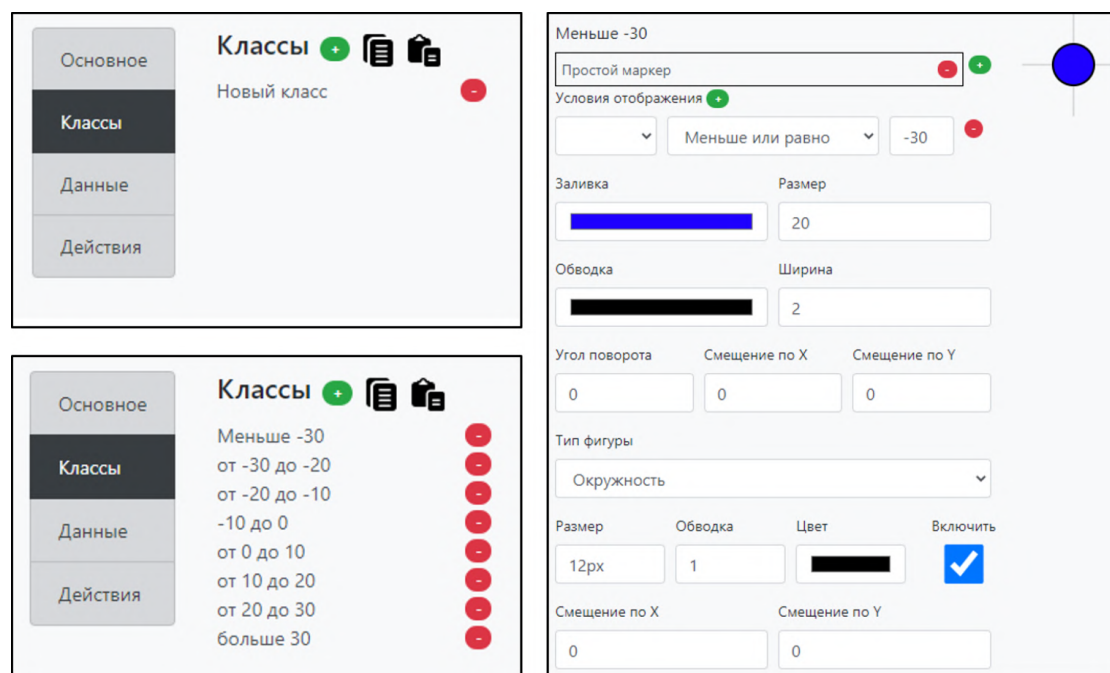 Основное
Классы
Данные
Действия
Классы +
Новый класс -
Основное
Классы
Данные
Действия
Классы +
Меньше -30 -
от -30 до -20 -
от -20 до -10 -
-10 до 0 -
от 0 до 10 -
от 10 до 20 -
от 20 до 30 -
больше 30 -
Меньше -30
Простой маркер - +
Условия отображения +
Меньше или равно -30 -
Заливка Размер
20
Обводка Ширина
2
Угол поворота Смещение по X Смещение по Y
0 0 0
Тип фигуры
Окружность
Размер Обводка Цвет Включить
12px 1
Смещение по X Смещение по Y
0 0